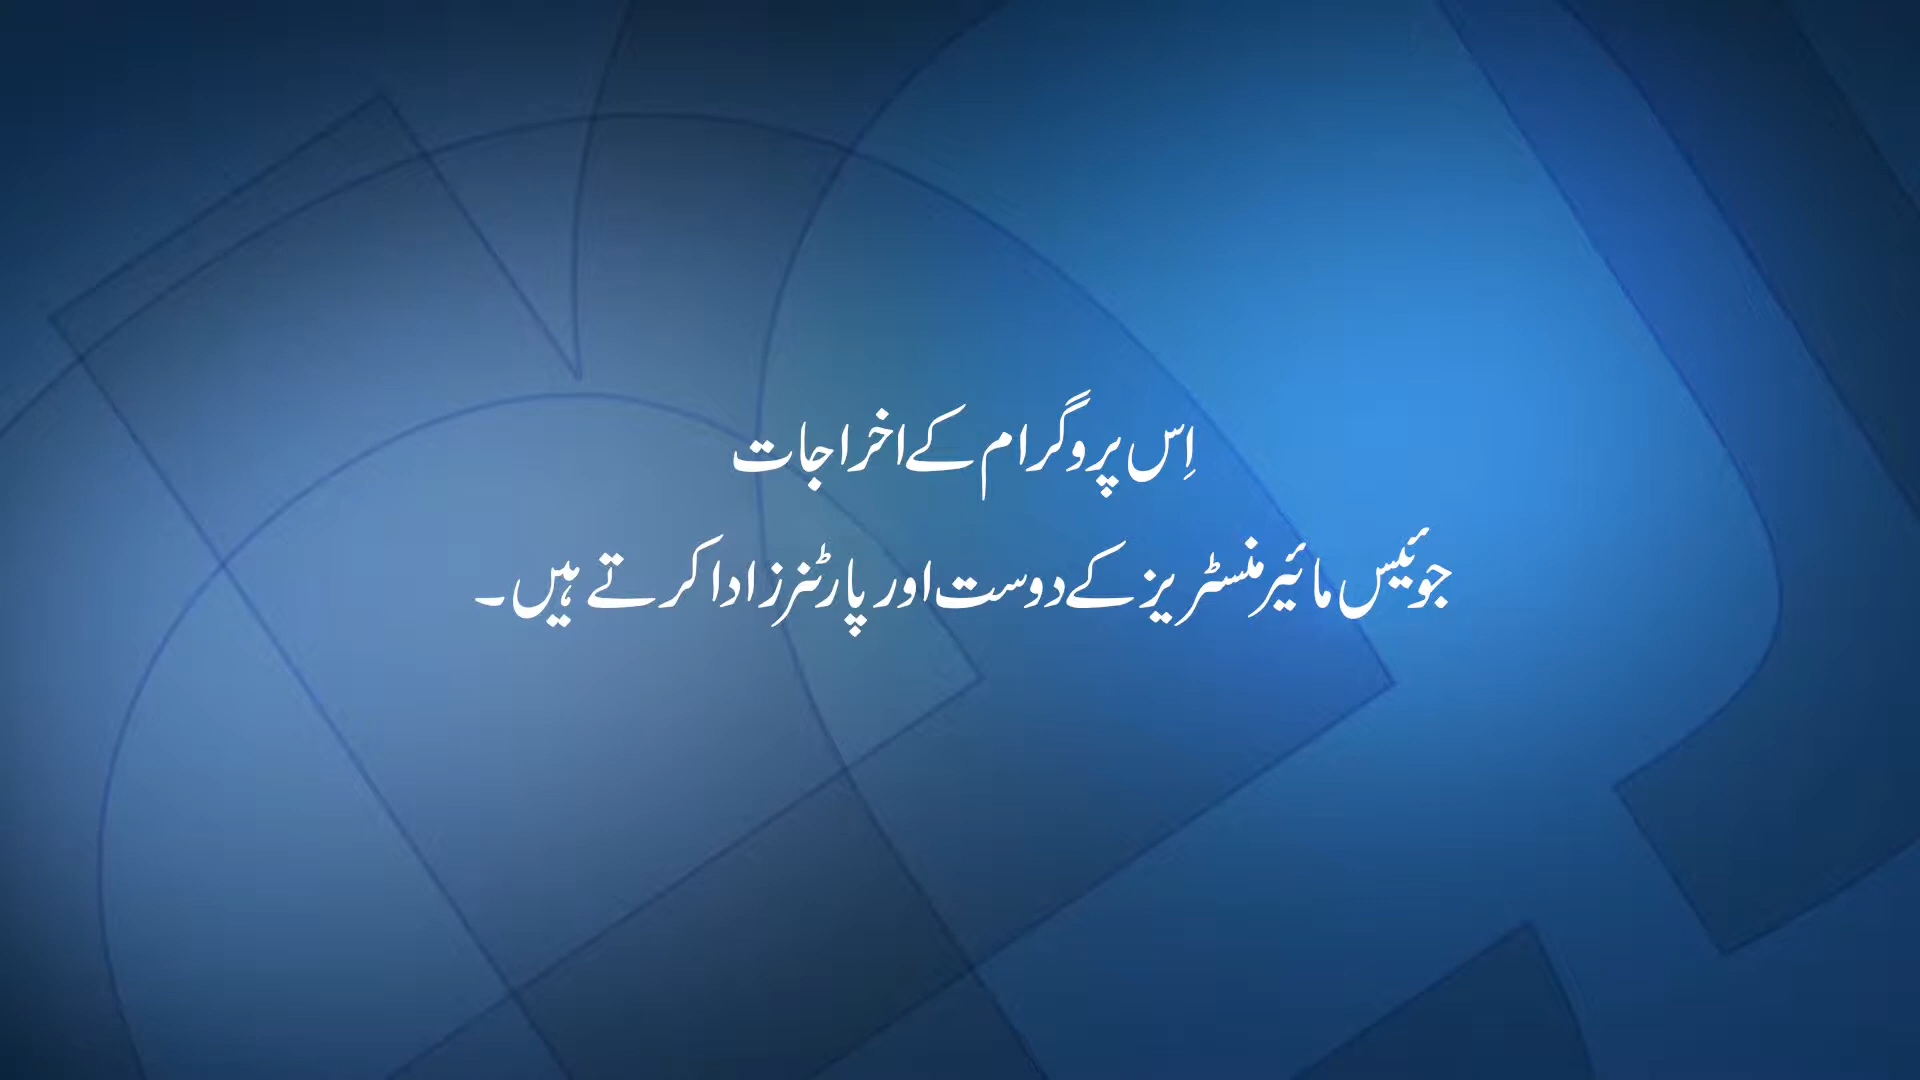 اِس پروگرام کے اخراجات
جوئیس مائیر منسٹریز کے دوست اور پارٹنرز ادا کرتے ہیں۔